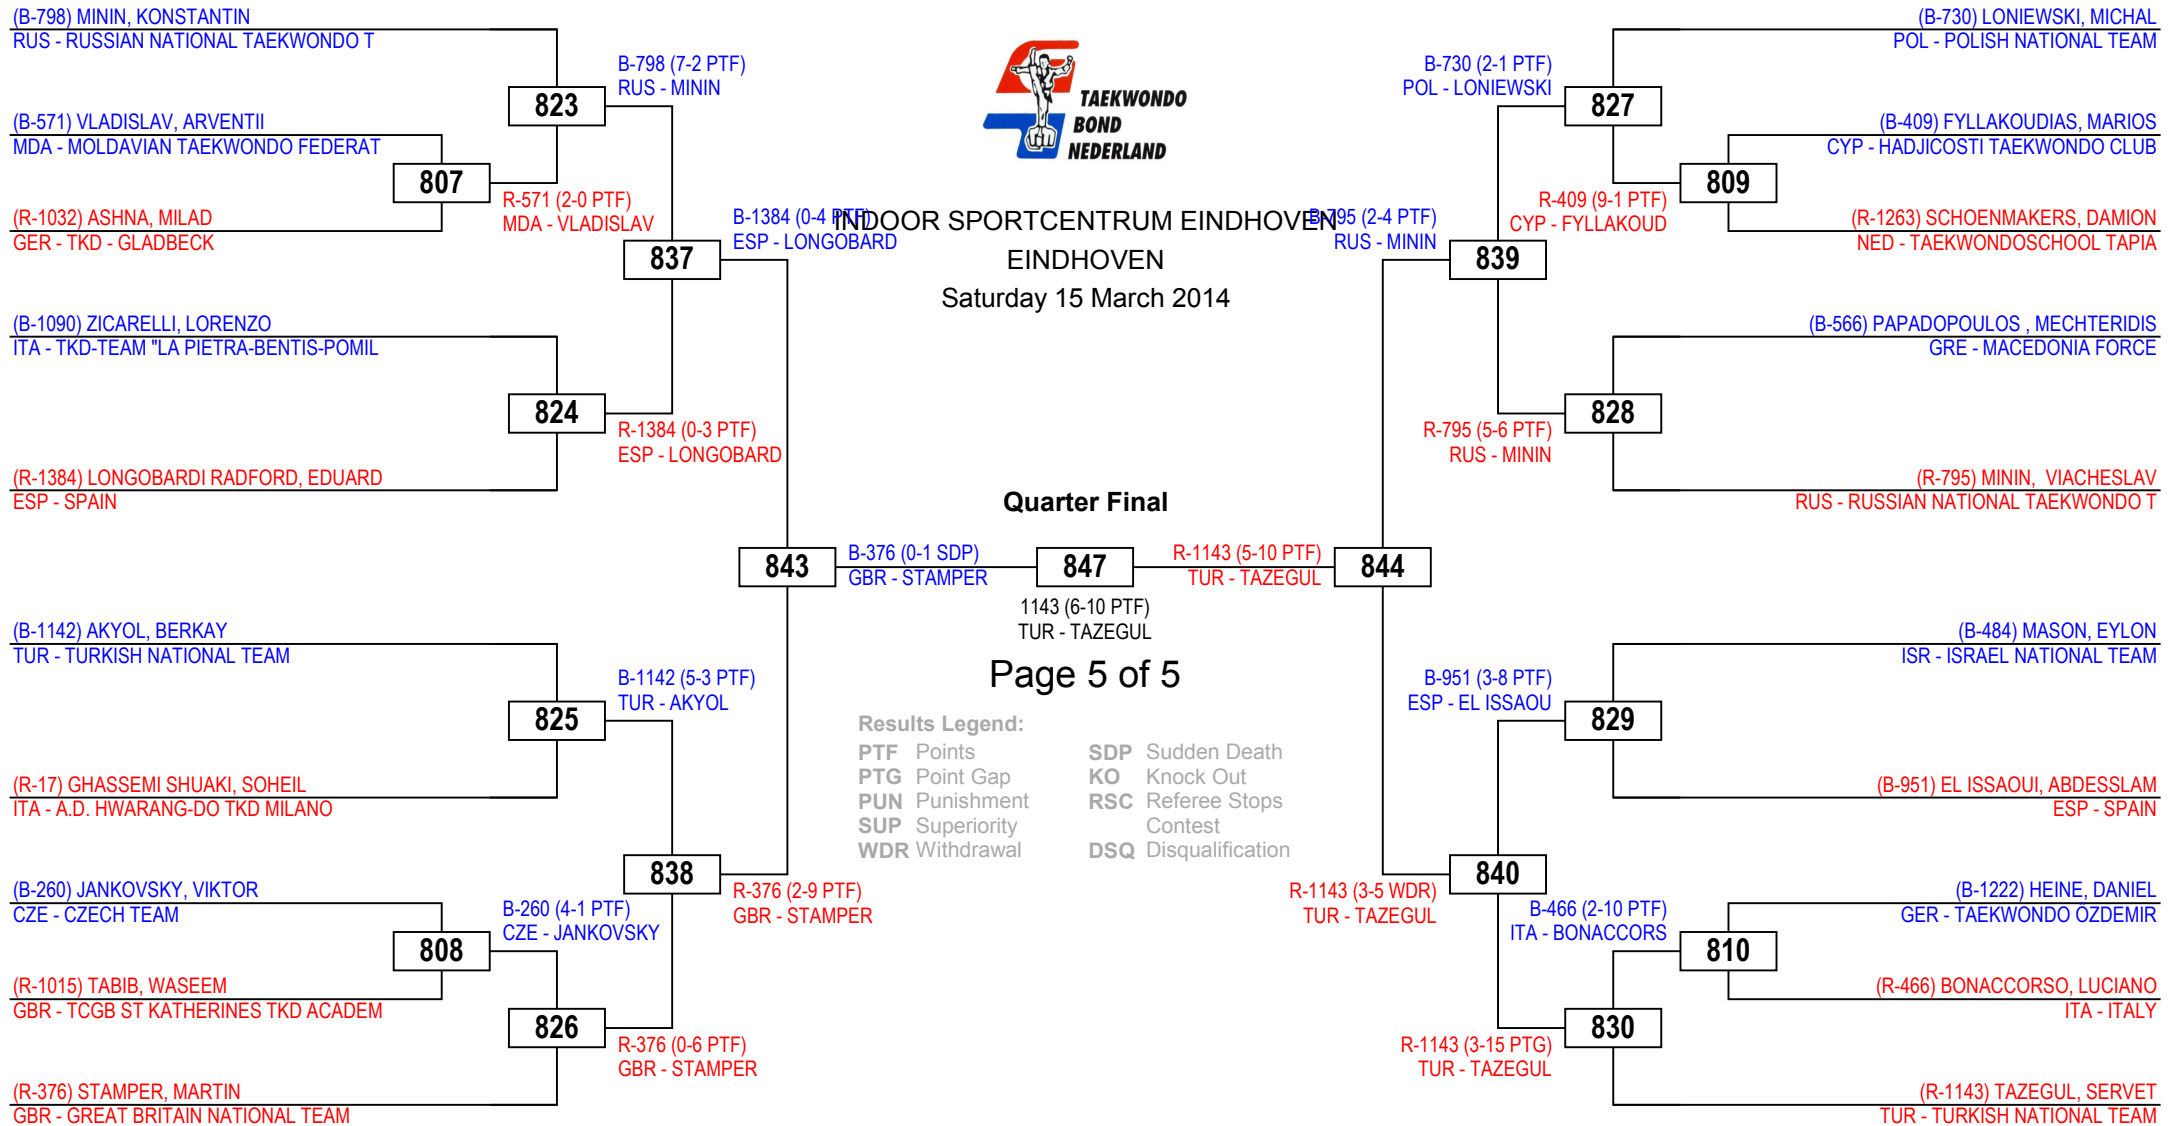 (B-798) MININ, KONSTANTIN
RUS - RUSSIAN NATIONAL TAEKWONDO T
(B-571) VLADISLAV, ARVENTII
MDA - MOLDAVIAN TAEKWONDO FEDERAT
(R-1032) ASHNA, MILAD
GER - TKD - GLADBECK
(B-1090) ZICARELLI, LORENZO
ITA - TKD-TEAM "LA PIETRA-BENTIS-POMIL
(R-1384) LONGOBARDI RADFORD, EDUARD
ESP - SPAIN
(B-1142) AKYOL, BERKAY
TUR - TURKISH NATIONAL TEAM
(R-17) GHASSEMI SHUAKI, SOHEIL
ITA - A.D. HWARANG-DO TKD MILANO
(B-260) JANKOVSKY, VIKTOR
CZE - CZECH TEAM
(R-1015) TABIB, WASEEM
GBR - TCGB ST KATHERINES TKD ACADEM
(R-376) STAMPER, MARTIN
GBR - GREAT BRITAIN NATIONAL TEAM
807
808
R-571 (2-0 PTF)
MDA - VLADISLAV
B-260 (4-1 PTF)
CZE - JANKOVSKY
823
824
825
826
B-798 (7-2 PTF)
RUS - MININ
R-1384 (0-3 PTF)
ESP - LONGOBARD
B-1142 (5-3 PTF)
TUR - AKYOL
R-376 (0-6 PTF)
GBR - STAMPER
837
838
B-1384 (0-4 PTF)
ESP - LONGOBARD
R-376 (2-9 PTF)
GBR - STAMPER
843
B-376 (0-1 SDP)
GBR - STAMPER
TAEKWONDO
BOND
NEDERLAND
INDOOR SPORTCENTRUM EINDHOVEN
EINDHOVEN
Saturday 15 March 2014
Quarter Final
847
1143 (6-10 PTF)
TUR - TAZEGUL
Page 5 of 5
Results Legend:
PTF Points
PTG Point Gap
PUN Punishment
SUP Superiority
WDR Withdrawal
SDP Sudden Death
KO Knock Out
RSC Referee Stops
Contest
DSQ Disqualification
R-1143 (5-10 PTF)
TUR - TAZEGUL
844
B-795 (2-4 PTF)
RUS - MININ
R-1143 (3-5 WDR)
TUR - TAZEGUL
839
840
B-730 (2-1 PTF)
POL - LONIEWSKI
R-795 (5-6 PTF)
RUS - MININ
B-951 (3-8 PTF)
ESP - EL ISSAOU
R-1143 (3-15 PTG)
TUR - TAZEGUL
827
828
829
830
R-409 (9-1 PTF)
CYP - FYLLAKOUD
B-466 (2-10 PTF)
ITA - BONACCORS
809
810
(B-730) LONIEWSKI, MICHAL
POL - POLISH NATIONAL TEAM
(B-409) FYLLAKOUDIAS, MARIOS
CYP - HADJICOSTI TAEKWONDO CLUB
(R-1263) SCHOENMAKERS, DAMION
NED - TAEKWONDOSCHOOL TAPIA
(B-566) PAPADOPOULOS , MECHTERIDIS
GRE - MACEDONIA FORCE
(R-795) MININ,  VIACHESLAV
RUS - RUSSIAN NATIONAL TAEKWONDO T
(B-484) MASON, EYLON
ISR - ISRAEL NATIONAL TEAM
(B-951) EL ISSAOUI, ABDESSLAM
ESP - SPAIN
(B-1222) HEINE, DANIEL
GER - TAEKWONDO ÖZDEMIR
(R-466) BONACCORSO, LUCIANO
ITA - ITALY
(R-1143) TAZEGUL, SERVET
TUR - TURKISH NATIONAL TEAM